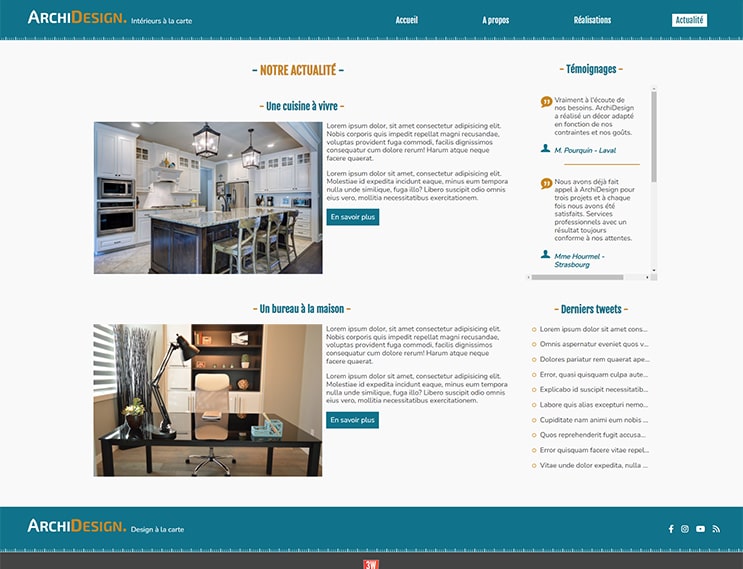 ARCHIDESIGN. Intérieurs à la carte
Accueil
A propos
Réalisations
Actualité
– NOTRE ACTUALITÉ –
– Une cuisine à vivre –
Lorem ipsum dolor, sit amet consectetur adipisicing elit.
Nobis corporis quas expedita repellat magni recusandae,
voluptas provident fuga commodi, facilis dignissimos
consequatur cum dolore rerum! Harum atque neque
facere quaerat.
Lorem ipsum dolor sit amet, consectetur adipisicing elit.
Molestiae id expedita incidunt eaque, minus eum tempora
nulla unde similique, fuga illo? Libero suscipit odio omnis
eius vero, mollitia necessitatibus exercitationem.
En savoir plus
– Un bureau à la maison –
Lorem ipsum dolor, sit amet consectetur adipisicing elit.
Nobis corporis quas expedita repellat magni recusandae,
voluptas provident fuga commodi, facilis dignissimos
consequatur cum dolore rerum! Harum atque neque
facere quaerat.
Lorem ipsum dolor sit amet, consectetur adipisicing elit.
Molestiae id expedita incidunt eaque, minus eum tempora
nulla unde similique, fuga illo? Libero suscipit odio omnis
eius vero, mollitia necessitatibus exercitationem.
En savoir plus
– Témoignages –
Vraiment à l'écoute de
nos besoins. ArchiDesign
a réalisé un décor adapté
en fonction de nos
contraintes et nos goûts.
M. Pourquin - Laval
Nous avons déjà fait
appel à ArchiDesign pour
trois projets et à chaque
fois nous avons été
satisfaits. Services
professionnels avec un
résultat toujours
conforme à nos attentes.
Mme Hourmel -
Strasbourg
– Derniers tweets –
Lorem ipsum dolor sit amet cons...
Omnis aspernatur eveniet quos v...
Dolores pariatur rem quaerat ape...
Error, quasi quisquam culpa aute...
Explicabo id suscipit necessitatib...
Labore quis alias excepturi nemo...
Cupiditate nam animi eum nobis ...
Quos reprehenderit fugit accusa...
Error quisquam facere vitae repel...
Vitae unde dolor expedita, nulla ...
ARCHIDESIGN. Design à la carte
3W